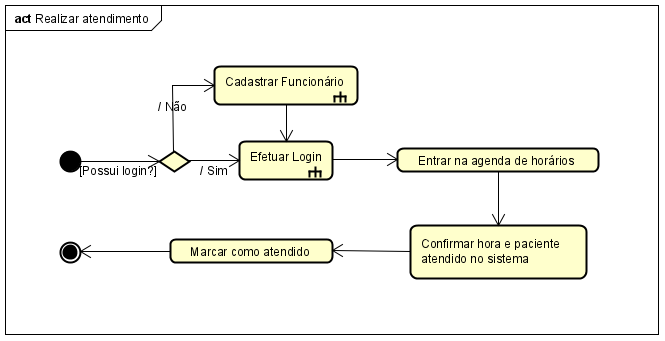 act Realizar atendimento
Cadastrar Funcionário
/ Não
Efetuar Login
Entrar na agenda de horários
[Possui login?]
/ Sim
Confirmar hora e paciente
atendido no sistema
Marcar como atendido